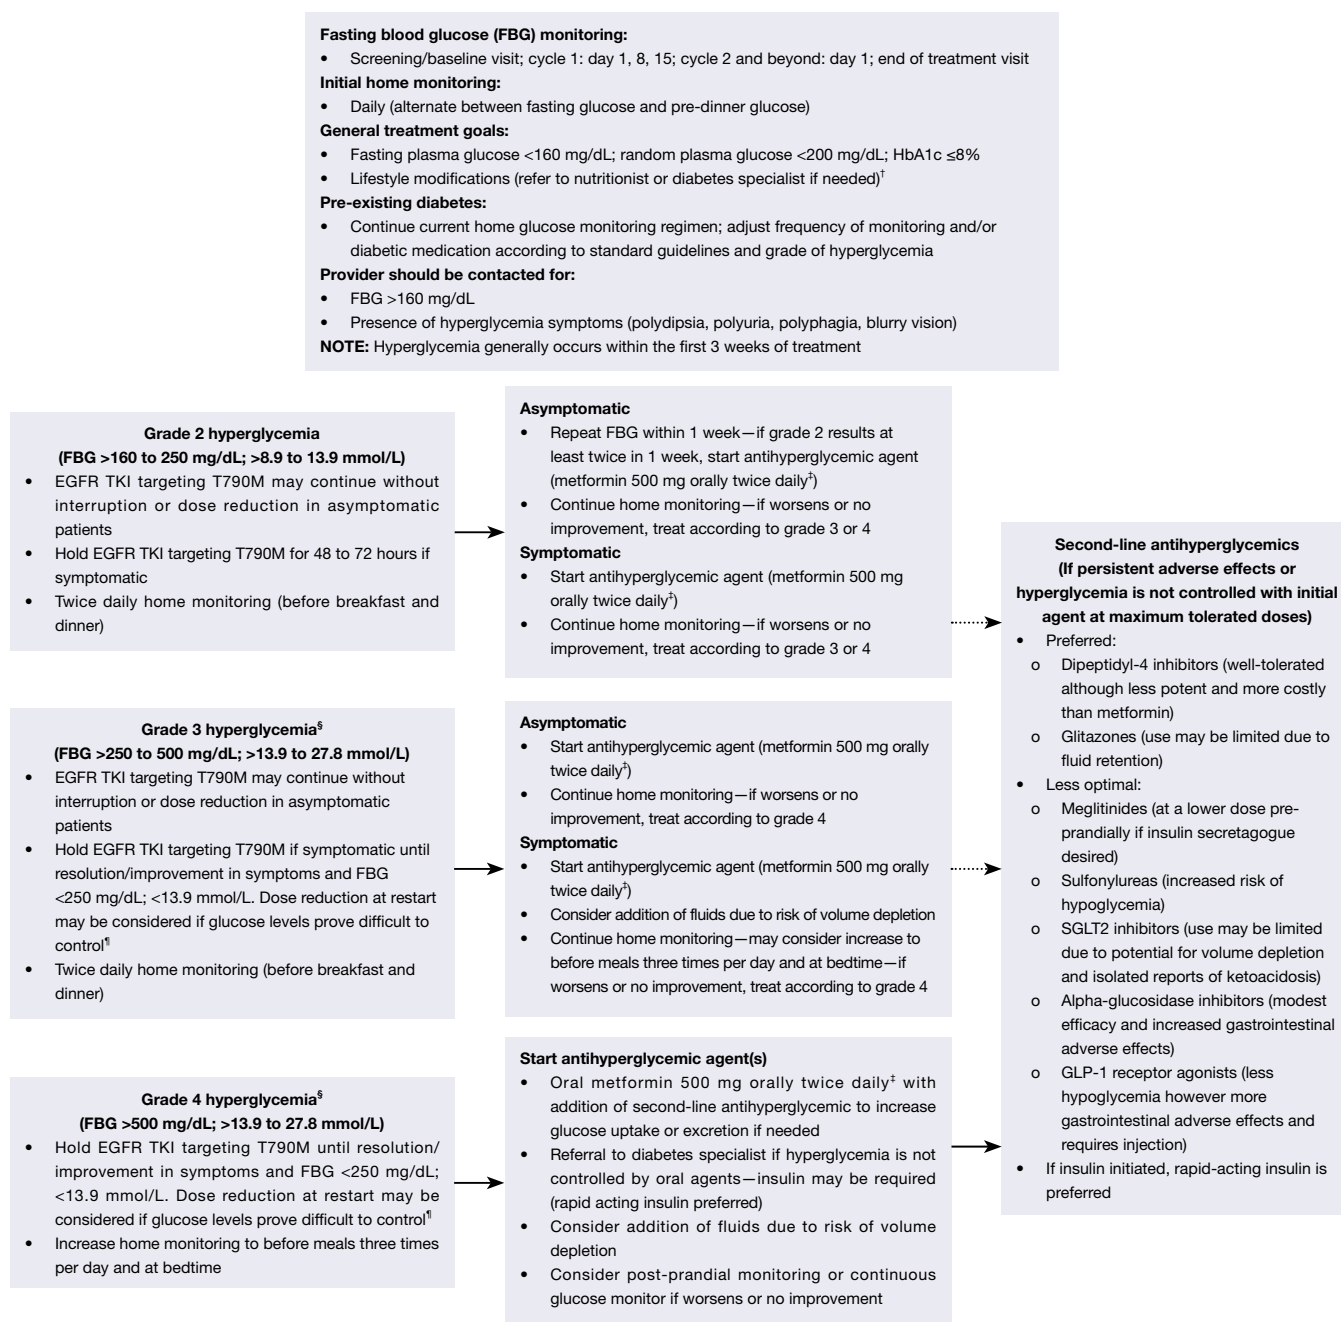 Fasting blood glucose (FBG) monitoring:
• Screening/baseline visit; cycle 1: day 1, 8, 15; cycle 2 and beyond: day 1; end of treatment visit
Initial home monitoring:
• Daily (alternate between fasting glucose and pre-dinner glucose)
General treatment goals:
• Fasting plasma glucose <160 mg/dL; random plasma glucose <200 mg/dL; HbA1c ≤8%
• Lifestyle modifications (refer to nutritionist or diabetes specialist if needed)†
Pre-existing diabetes:
• Continue current home glucose monitoring regimen; adjust frequency of monitoring and/or
diabetic medication according to standard guidelines and grade of hyperglycemia
Provider should be contacted for:
• FBG >160 mg/dL
• Presence of hyperglycemia symptoms (polydipsia, polyuria, polyphagia, blurry vision)
NOTE: Hyperglycemia generally occurs within the first 3 weeks of treatment
Grade 2 hyperglycemia
(FBG >160 to 250 mg/dL; >8.9 to 13.9 mmol/L)
• EGFR TKI targeting T790M may continue without
interruption or dose reduction in asymptomatic
patients
• Hold EGFR TKI targeting T790M for 48 to 72 hours if
symptomatic
• Twice daily home monitoring (before breakfast and
dinner)
Asymptomatic
• Repeat FBG within 1 week—if grade 2 results at
least twice in 1 week, start antihyperglycemic agent
(metformin 500 mg orally twice daily‡)
• Continue home monitoring—if worsens or no
improvement, treat according to grade 3 or 4
Symptomatic
• Start antihyperglycemic agent (metformin 500 mg
orally twice daily‡)
• Continue home monitoring—if worsens or no
improvement, treat according to grade 3 or 4
Grade 3 hyperglycemia§
(FBG >250 to 500 mg/dL; >13.9 to 27.8 mmol/L)
• EGFR TKI targeting T790M may continue without
interruption or dose reduction in asymptomatic
patients
• Hold EGFR TKI targeting T790M if symptomatic until
resolution/improvement in symptoms and FBG
<250 mg/dL; <13.9 mmol/L. Dose reduction at restart
may be considered if glucose levels prove difficult to
control¶
• Twice daily home monitoring (before breakfast and
dinner)
Asymptomatic
• Start antihyperglycemic agent (metformin 500 mg orally
twice daily‡)
• Continue home monitoring—if worsens or no
improvement, treat according to grade 4
Symptomatic
• Start antihyperglycemic agent (metformin 500 mg orally
twice daily‡)
• Consider addition of fluids due to risk of volume depletion
• Continue home monitoring—may consider increase to
before meals three times per day and at bedtime—if
worsens or no improvement, treat according to grade 4
Grade 4 hyperglycemia§
(FBG >500 mg/dL; >13.9 to 27.8 mmol/L)
• Hold EGFR TKI targeting T790M until resolution/
improvement in symptoms and FBG <250 mg/dL;
<13.9 mmol/L. Dose reduction at restart may be
considered if glucose levels prove difficult to control¶
• Increase home monitoring to before meals three times
per day and at bedtime
Start antihyperglycemic agent(s)
• Oral metformin 500 mg orally twice daily‡ with
addition of second-line antihyperglycemic to increase
glucose uptake or excretion if needed
• Referral to diabetes specialist if hyperglycemia is not
controlled by oral agents—insulin may be required
(rapid acting insulin preferred)
• Consider addition of fluids due to risk of volume
depletion
• Consider post-prandial monitoring or continuous
glucose monitor if worsens or no improvement
Second-line antihyperglycemics
(If persistent adverse effects or
hyperglycemia is not controlled with initial
agent at maximum tolerated doses)
• Preferred:
o Dipeptidyl-4 inhibitors (well-tolerated
although less potent and more costly
than metformin)
o Glitazones (use may be limited due to
fluid retention)
• Less optimal:
o Meglitinides (at a lower dose pre-
prandially if insulin secretagogue
desired)
o Sulfonylureas (increased risk of
hypoglycemia)
o SGLT2 inhibitors (use may be limited
due to potential for volume depletion
and isolated reports of ketoacidosis)
o Alpha-glucosidase inhibitors (modest
efficacy and increased gastrointestinal
adverse effects)
o GLP-1 receptor agonists (less
hypoglycemia however more
gastrointestinal adverse effects and
requires injection)
• If insulin initiated, rapid-acting insulin is
preferred